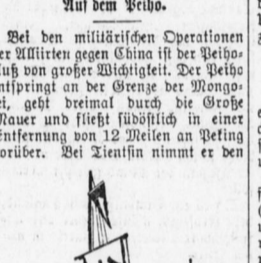 Auf dem Peiho.
Bei den militärischen Operationen
er Alliirten gegen China ist der Peiho-
luß von großer Wichtigkeit. Der Peiho
ntspringt an der Grenze der Mongo-
ei, geht dreimal durch die Große
Mauer und fließt südöstlich in einer
Entfernung von 12 Meilen an Peking
orüber. Bei Tientsin nimmt er den